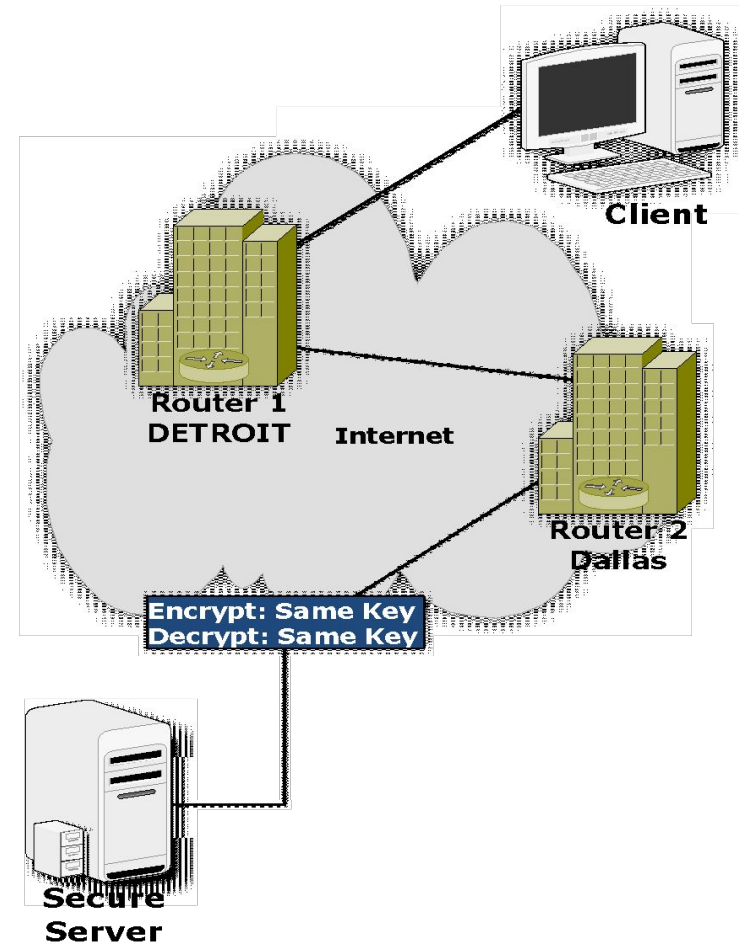 Client
Router 1
DETROIT
Internet
Router 2
Dallas
Encrypt: Same Key
Decrypt: Same Key
Secure
Server